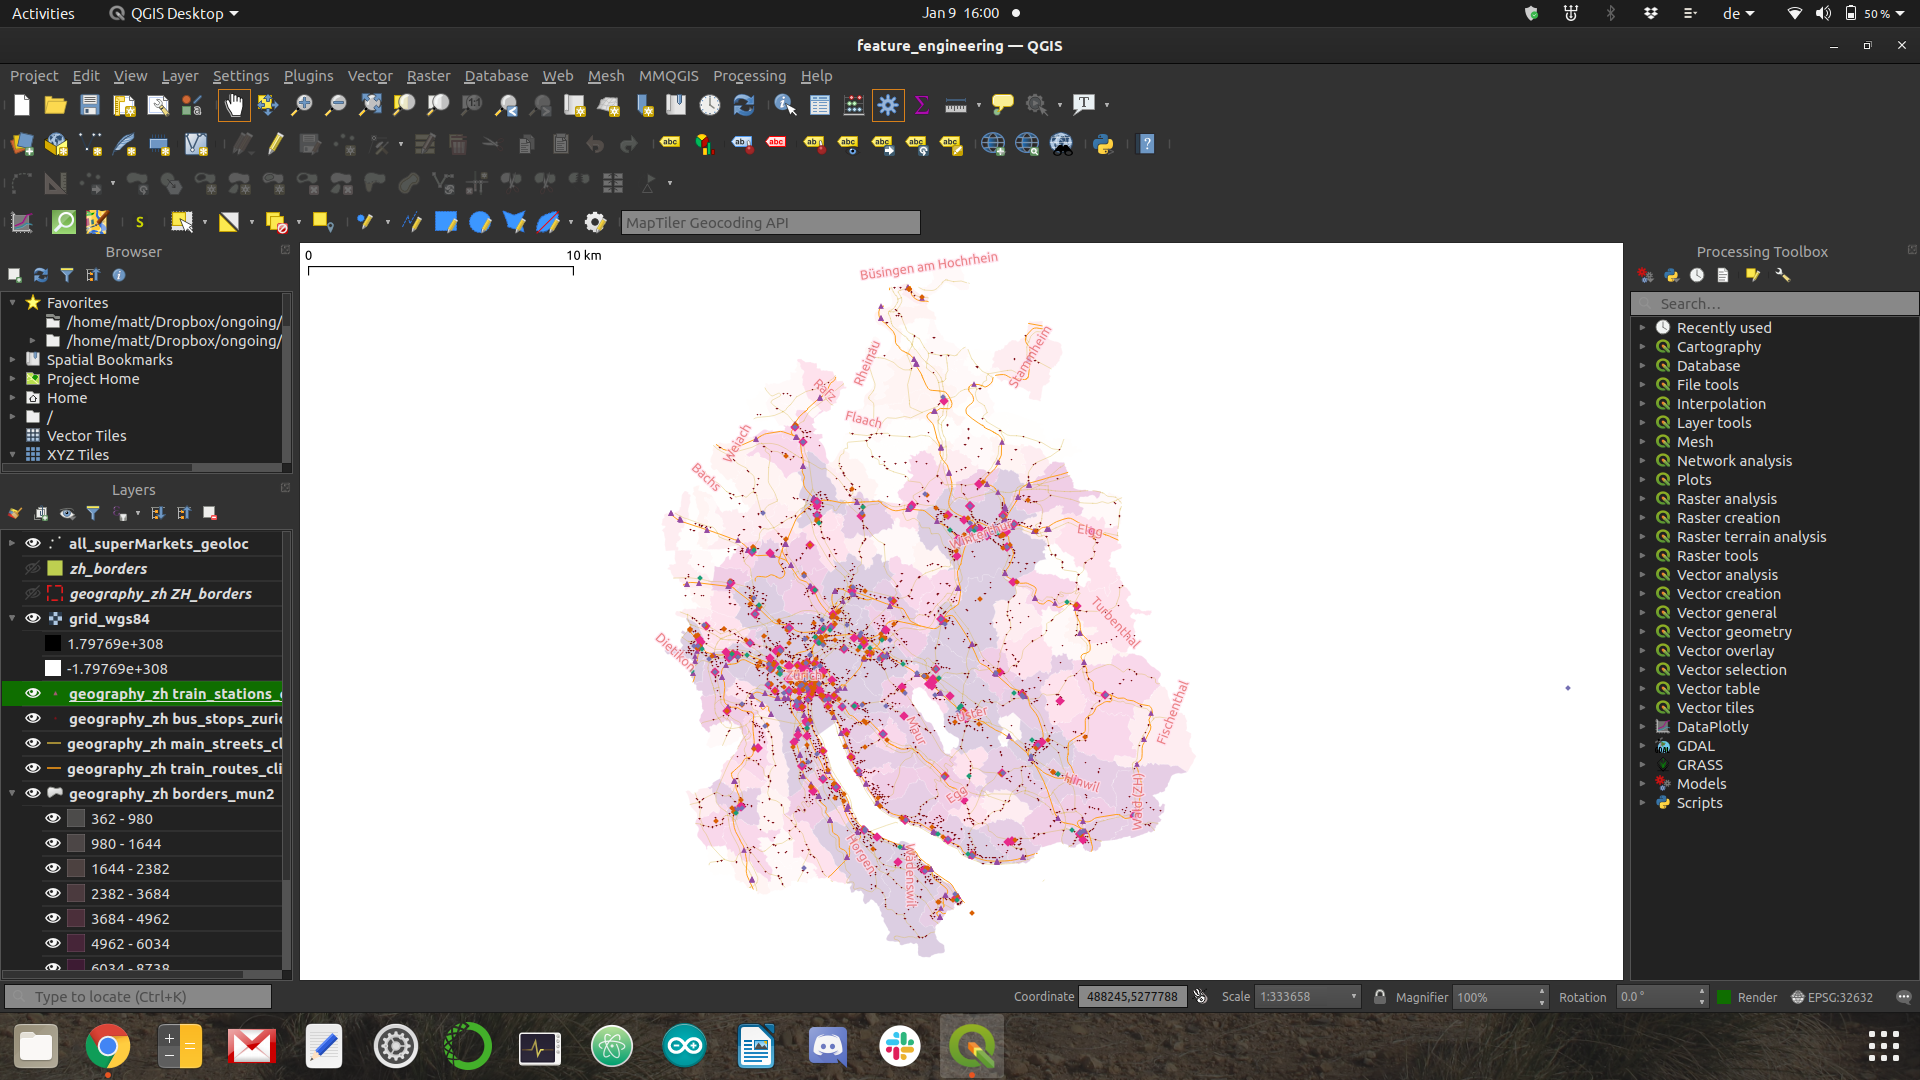 Activities QGIS Desktop Jan 9 16:00 de 50 %
feature_engineering — QGIS
Project Edit View Layer Settings Plugins Vector Raster Database Web Mesh MMQGIS Processing Help
MapTiler Geocoding API
Browser
Favorites
/home/matt/Dropbox/ongoing/
/home/matt/Dropbox/ongoing/
Spatial Bookmarks
Project Home
Home
/
Vector Tiles
XYZ Tiles
Layers
all_superMarkets_geoloc
zh_borders
geography_zh ZH_borders
grid_wgs84
1.79769e+308
-1.79769e+308
geography_zh train_stations_
geography_zh bus_stops_zuri
geography_zh main_streets_cl
geography_zh train_routes_cli
geography_zh borders_mun2
362 - 980
980 - 1644
1644 - 2382
2382 - 3684
3684 - 4962
4962 - 6034
6034 - 8738
0 10 km
Büsingen am Hochrhein
Stammheim
Rheinau
Rafz
Flaach
Weiach
Bachs
Winterthur
Elgg
Turbenthal
Dietikon
Zürich
Fischenthal
Uster
Maur
Hinwil
Egg
Wald (ZH)
Horgen
Wädenswil
Processing Toolbox
Search...
Recently used
Cartography
Database
File tools
Interpolation
Layer tools
Mesh
Network analysis
Plots
Raster analysis
Raster creation
Raster terrain analysis
Raster tools
Vector analysis
Vector creation
Vector general
Vector geometry
Vector overlay
Vector selection
Vector table
Vector tiles
DataPlotly
GDAL
GRASS
Models
Scripts
Type to locate (Ctrl+K) Coordinate 488245,5277788 Scale 1:333658 Magnifier 100% Rotation 0.0 ° Render EPSG:32632